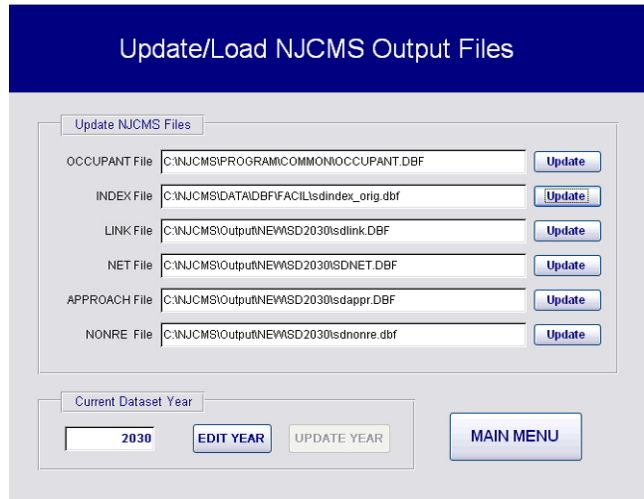 Update/Load NJCMS Output Files
Update NJCMS Files
OCCUPANT File C:\NJCMS\PROGRAM\COMMON\OCCUPANT.DBF Update
INDEX File C:\NJCMS\DATA\DBF\FACIL\sdindex_orig.dbf Update
LINK File C:\NJCMS\Output\NEW\SD2030\sdlink.DBF Update
NET File C:\NJCMS\Output\NEW\SD2030\SDNET.DBF Update
APPROACH File C:\NJCMS\Output\NEW\SD2030\sdappr.DBF Update
NONRE File C:\NJCMS\Output\NEW\SD2030\sdnonre.dbf Update
Current Dataset Year
2030 EDIT YEAR UPDATE YEAR MAIN MENU